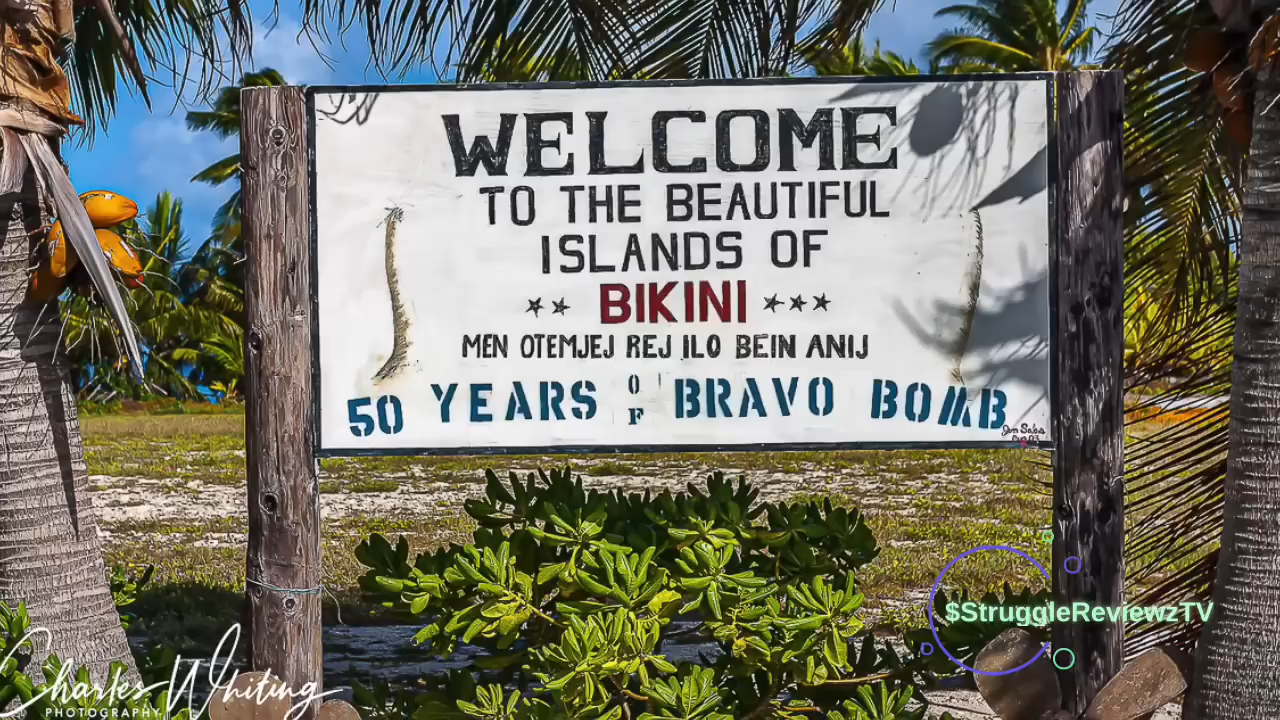 WELCOME
TO THE BEAUTIFUL
ISLANDS OF
BIKINI
MEN OTEMJEJ REJ ILO BEIN ANIJ
50 YEARS OF BRAVO BOMB
$StruggleReviewzTV
Charles Whiting
PHOTOGRAPHY